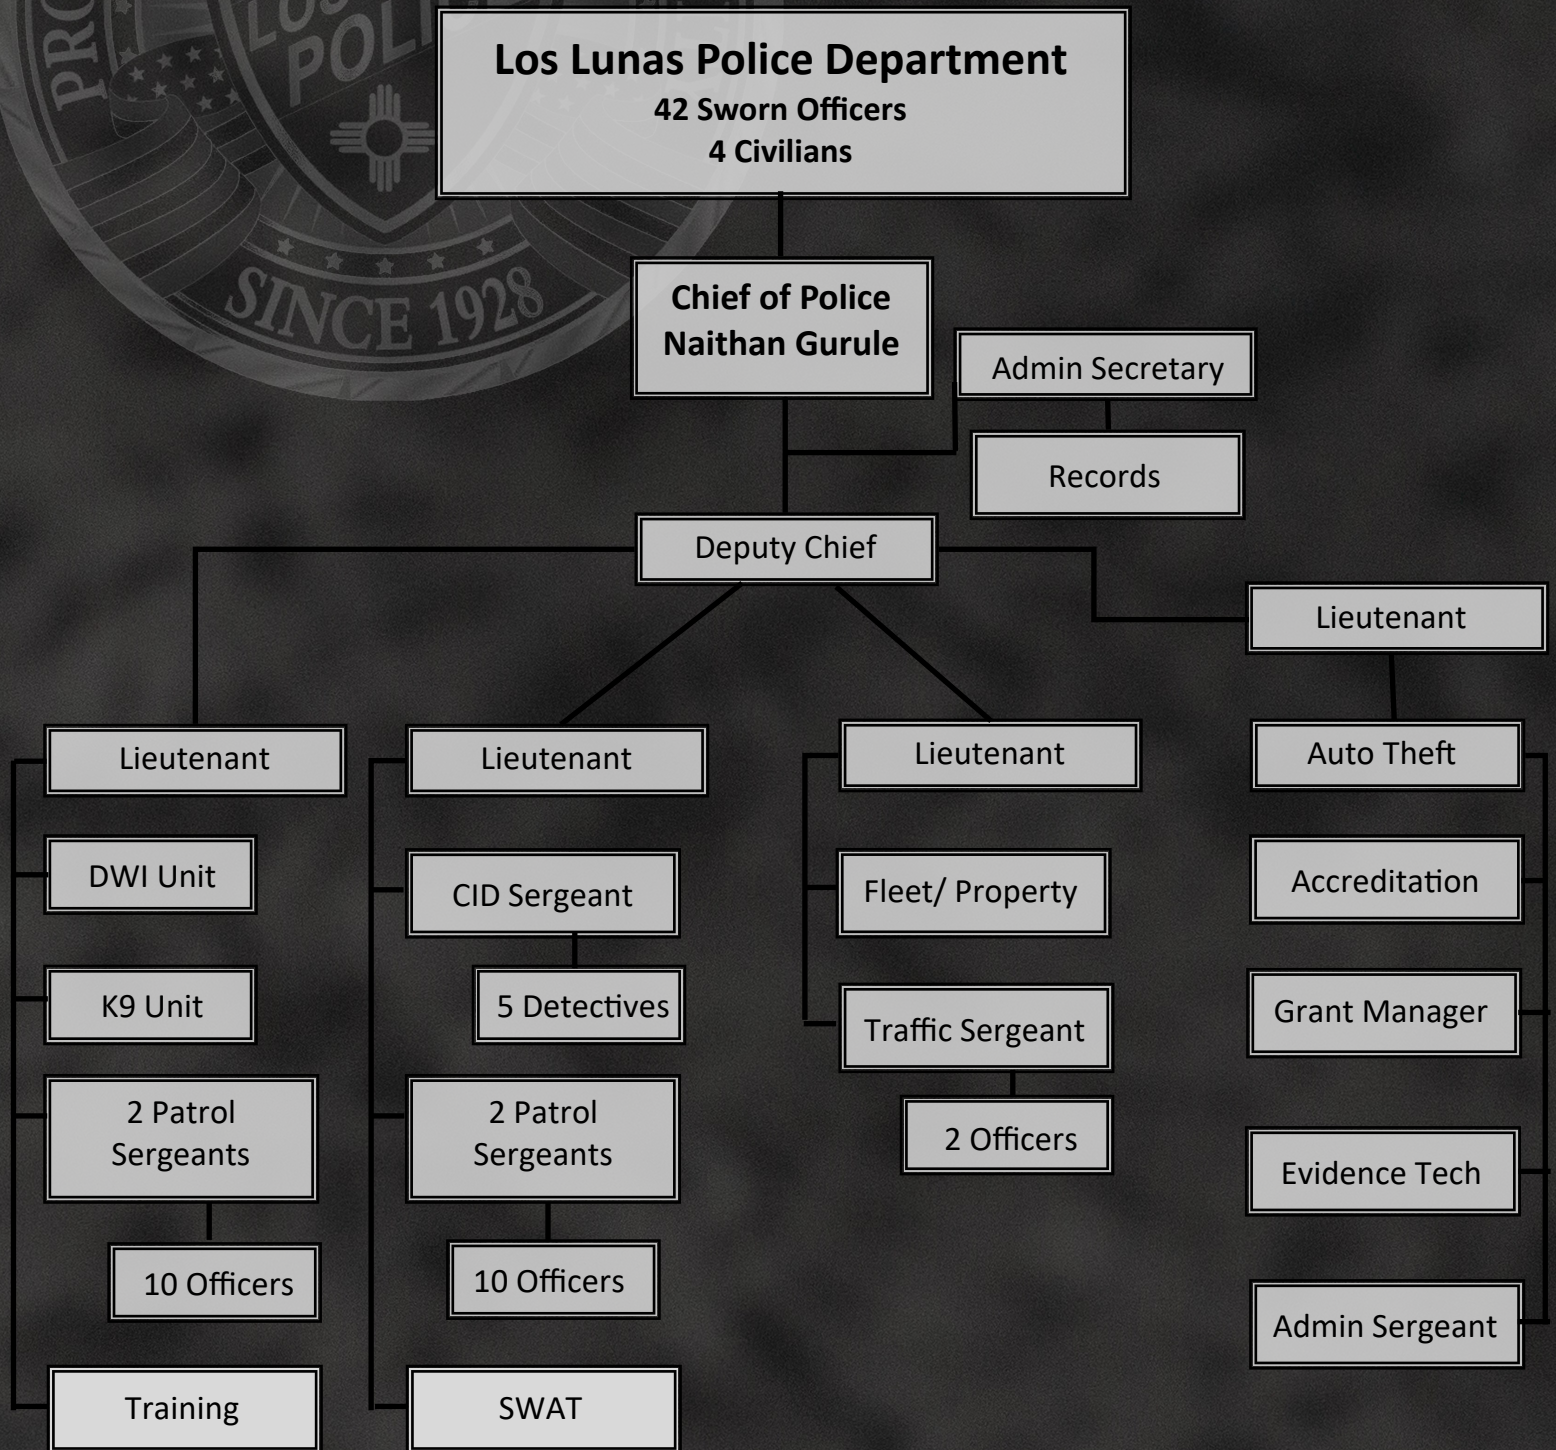 PRO
LOS
POLIC
SINCE 1928
Los Lunas Police Department
42 Sworn Officers
4 Civilians
Chief of Police
Naithan Gurule
Admin Secretary
Records
Deputy Chief
Lieutenant
Lieutenant
Lieutenant
Lieutenant
Auto Theft
DWI Unit
CID Sergeant
Fleet/ Property
Accreditation
K9 Unit
5 Detectives
Traffic Sergeant
Grant Manager
2 Patrol
Sergeants
2 Patrol
Sergeants
2 Officers
Evidence Tech
10 Officers
10 Officers
Admin Sergeant
Training
SWAT